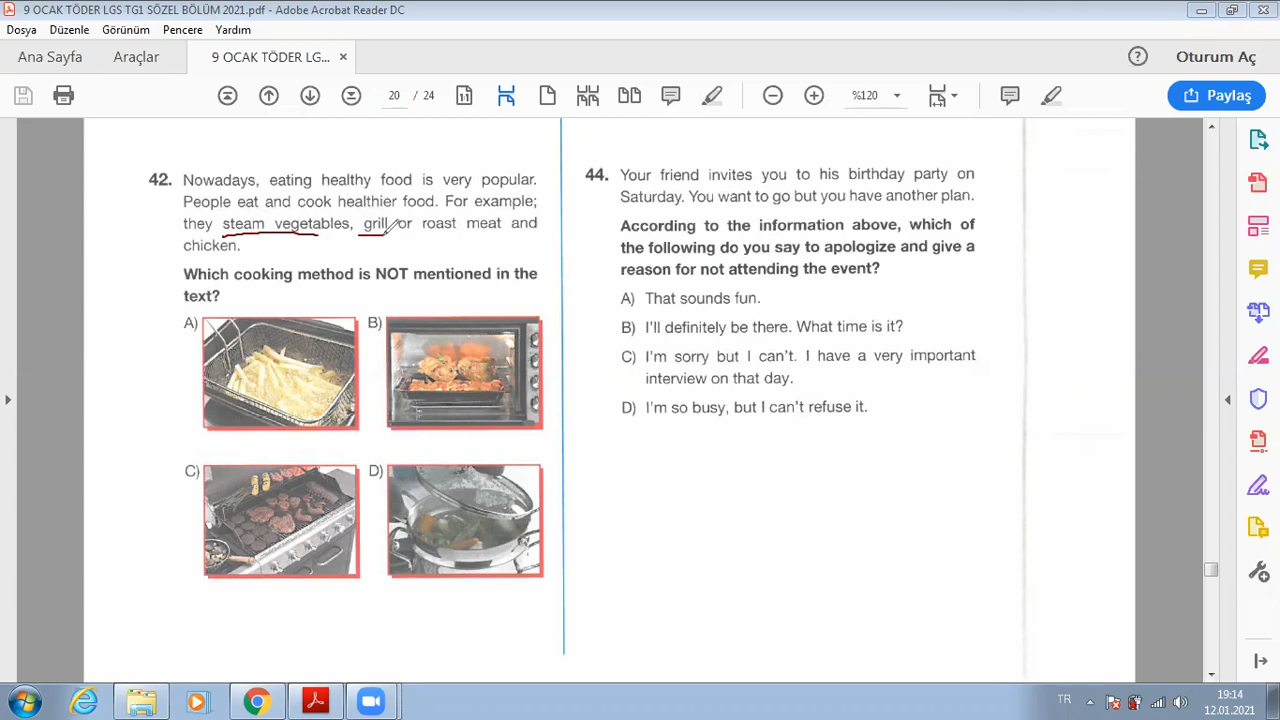 9 OCAK TÖDER LGS TG1 SÖZEL BÖLÜM 2021.pdf - Adobe Acrobat Reader DC
Dosya Düzenle Görünüm Pencere Yardım
Ana Sayfa Araçlar 9 OCAK TÖDER LG... × ? Oturum Aç
20 / 24 %120 Paylaş
42. Nowadays, eating healthy food is very popular.
People eat and cook healthier food. For example;
they steam vegetables, grill or roast meat and
chicken.
Which cooking method is NOT mentioned in the
text?
A) B)
C) D)
44. Your friend invites you to his birthday party on
Saturday. You want to go but you have another plan.
According to the information above, which of
the following do you say to apologize and give a
reason for not attending the event?
A) That sounds fun.
B) I'll definitely be there. What time is it?
C) I'm sorry but I can't. I have a very important
interview on that day.
D) I'm so busy, but I can't refuse it.
TR 19:14
12.01.2021